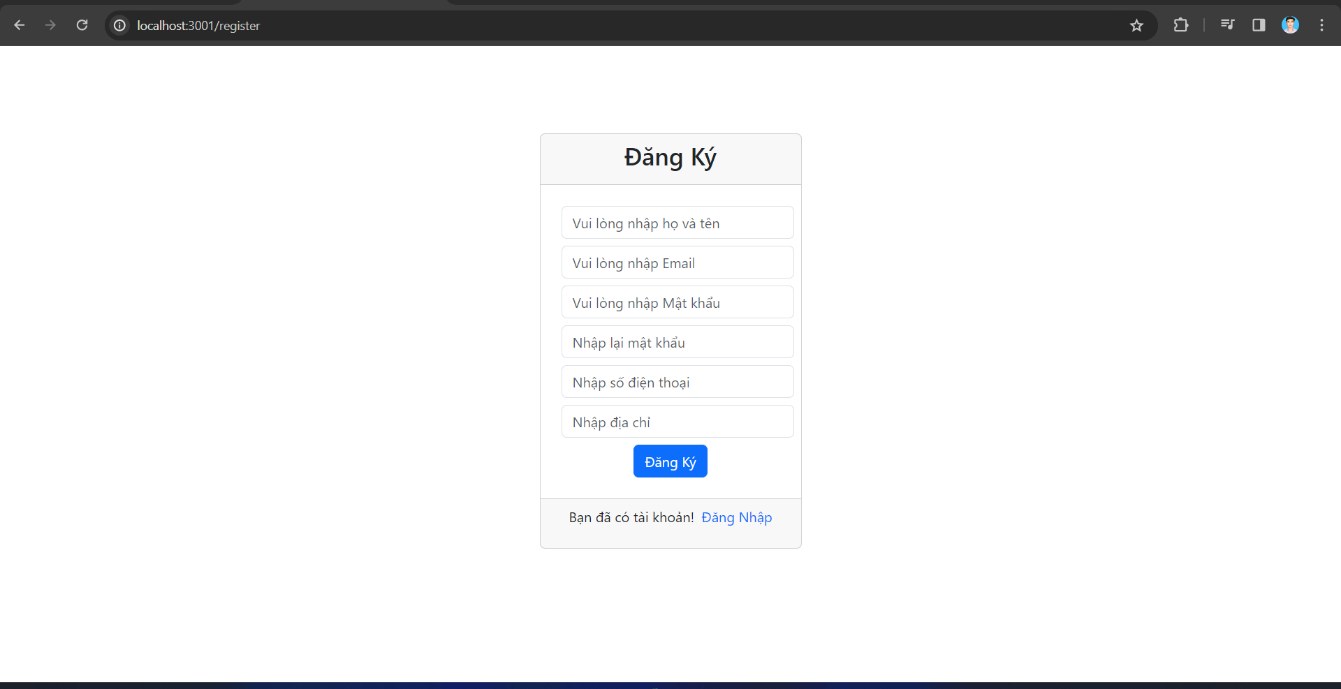 localhost:3001/register
Đăng Ký
Vui lòng nhập họ và tên
Vui lòng nhập Email
Vui lòng nhập Mật khẩu
Nhập lại mật khẩu
Nhập số điện thoại
Nhập địa chỉ
Đăng Ký
Bạn đã có tài khoản! Đăng Nhập